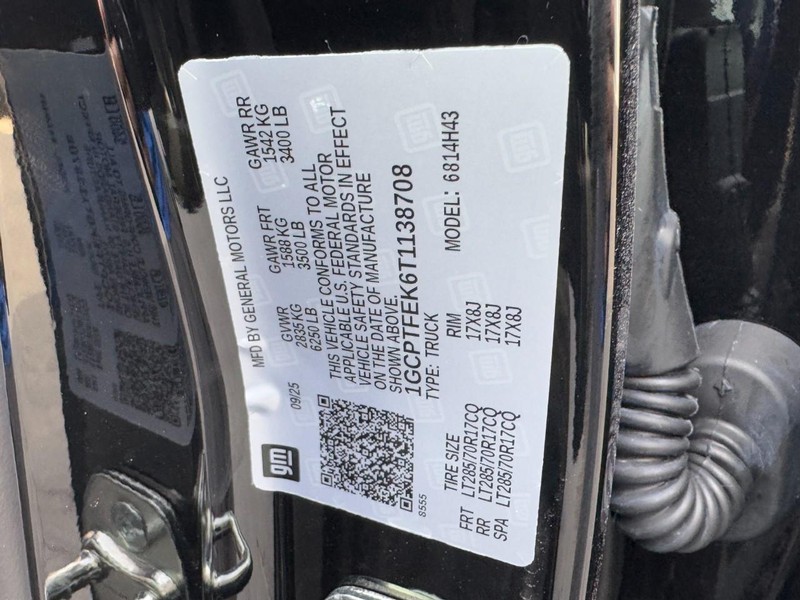 gm
MFD BY GENERAL MOTORS LLC
09/25
GVWR GAWR FRT GAWR RR
2835 KG 1588 KG 1542 KG
6250 LB 3500 LB 3400 LB
THIS VEHICLE CONFORMS TO ALL
APPLICABLE U.S. FEDERAL MOTOR
VEHICLE SAFETY STANDARDS IN EFFECT
ON THE DATE OF MANUFACTURE
SHOWN ABOVE.
1GCPTFEK6T1138708
TYPE: TRUCK MODEL: 6814H43
8555
TIRE SIZE RIM
FRT LT285/70R17CQ 17X8J
RR LT285/70R17CQ 17X8J
SPA LT285/70R17CQ 17X8J